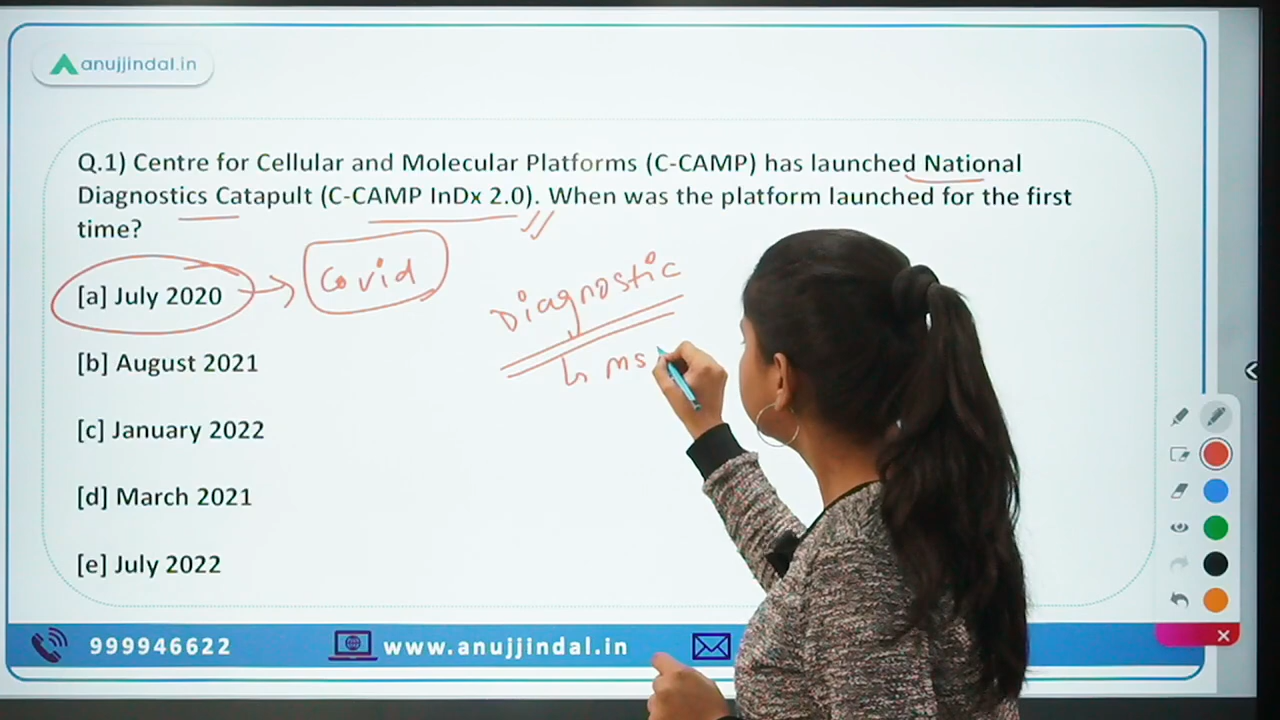 anujjindal.in
Q.1) Centre for Cellular and Molecular Platforms (C-CAMP) has launched National
Diagnostics Catapult (C-CAMP InDx 2.0). When was the platform launched for the first
time?
[a] July 2020
Covid
Diagnostic
[b] August 2021
↳ ms
[c] January 2022
[d] March 2021
[e] July 2022
999946622
www.anujjindal.in